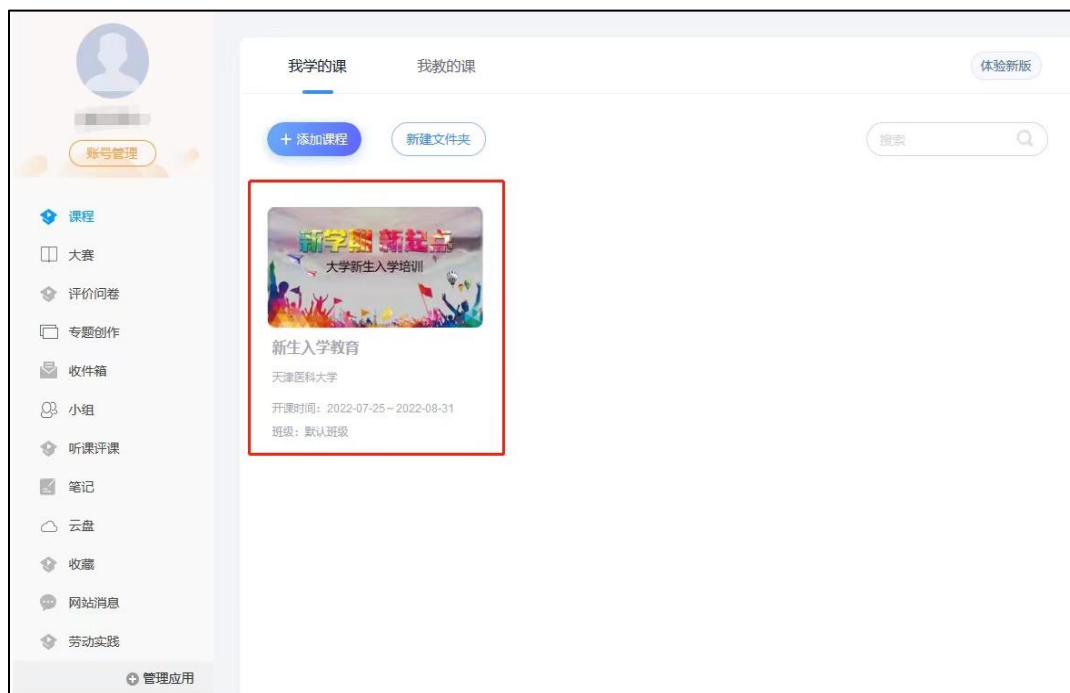 账号管理
课程
大赛
评价问卷
专题创作
收件箱
小组
听课评课
笔记
云盘
收藏
网站消息
劳动实践
管理应用
我学的课 我教的课 体验新版
+ 添加课程 新建文件夹 搜索
新学期 新起点
大学新生入学培训
新生入学教育
天津医科大学
开课时间：2022-07-25～2022-08-31
班级：默认班级